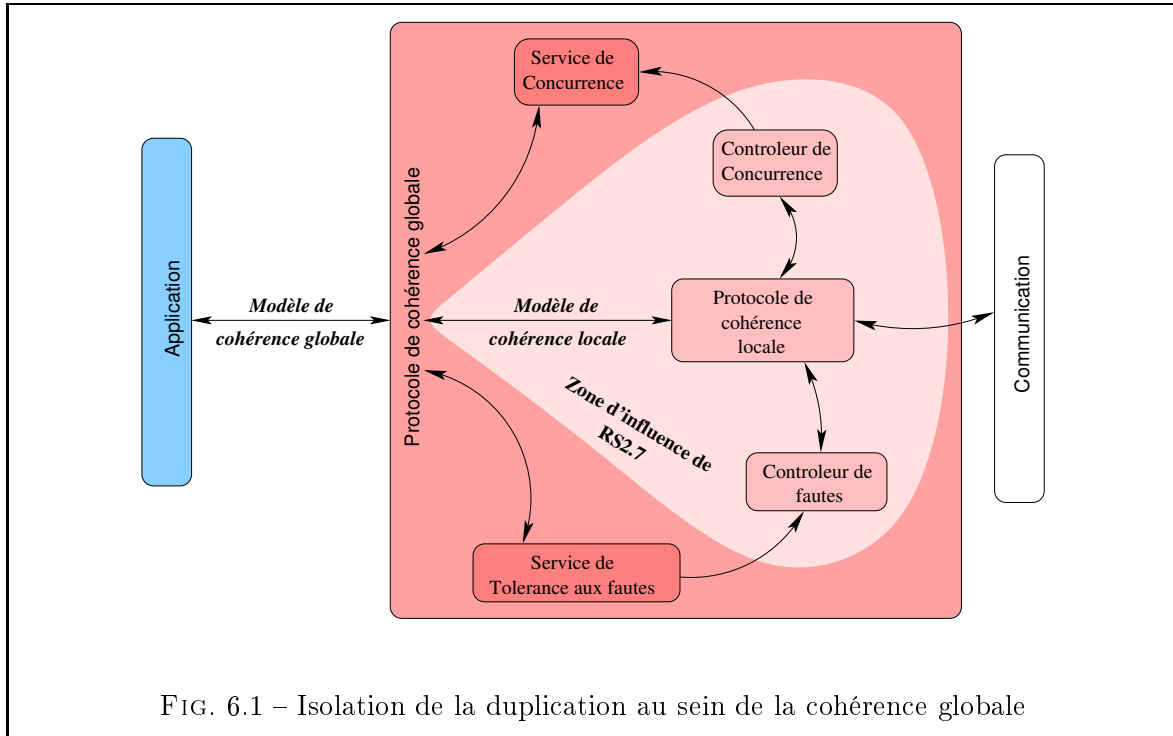 Service de
Concurrence
Controleur de
Concurrence
Application
Modèle de
cohérence globale
Protocole de cohérence globale
Modèle de
cohérence locale
Protocole de
cohérence
locale
Communication
Zone d'influence de
RS2.7
Controleur de
fautes
Service de
Tolerance aux fautes
FIG. 6.1 – Isolation de la duplication au sein de la cohérence globale